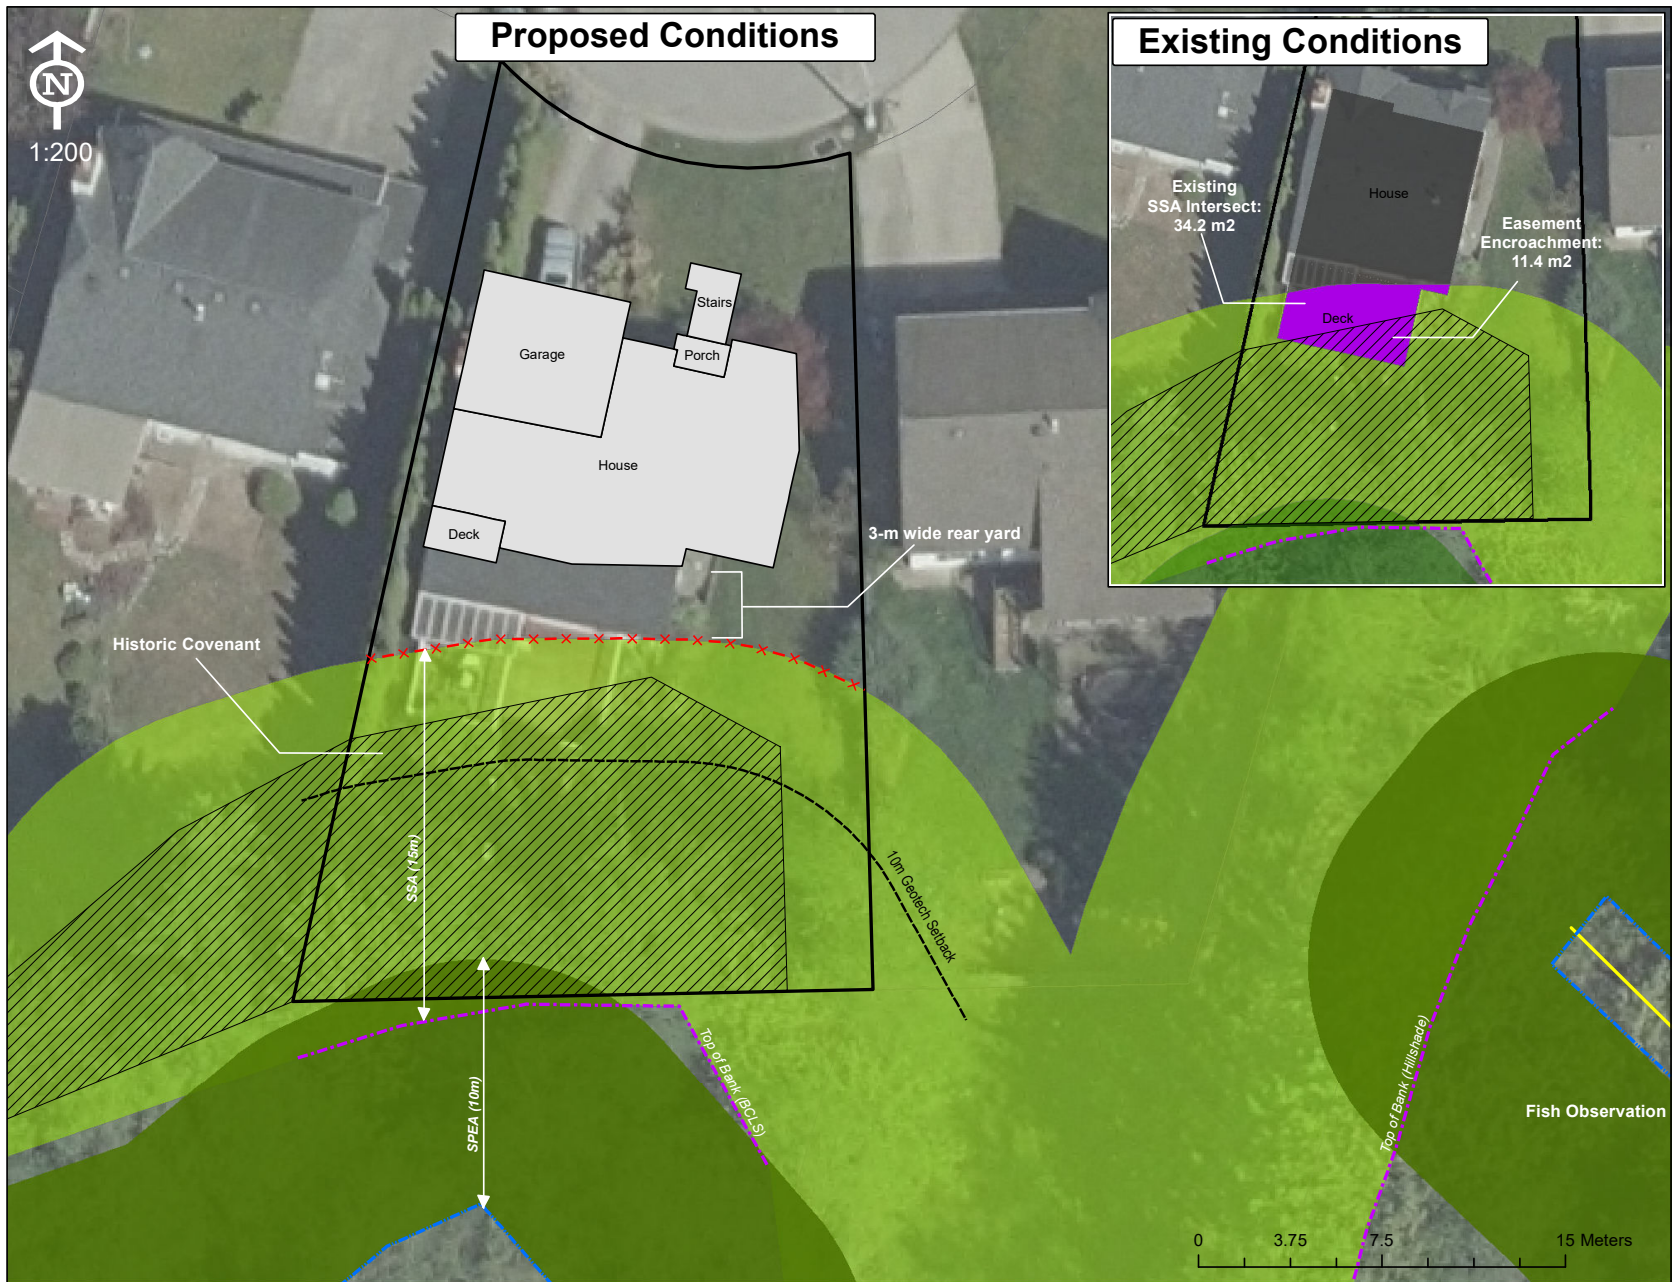 Proposed Conditions
Existing Conditions
N
1:200
Existing
SSA Intersect:
34.2 m2
House
Easement
Encroachment:
11.4 m2
Deck
Stairs
Garage
Porch
House
Deck
3-m wide rear yard
Historic Covenant
SSA (15m)
10m Geotech Setback
SPEA (10m)
Top of Bank (BCLS)
Top of Bank (Hillshade)
Fish Observation
0 3.75 7.5 15 Meters